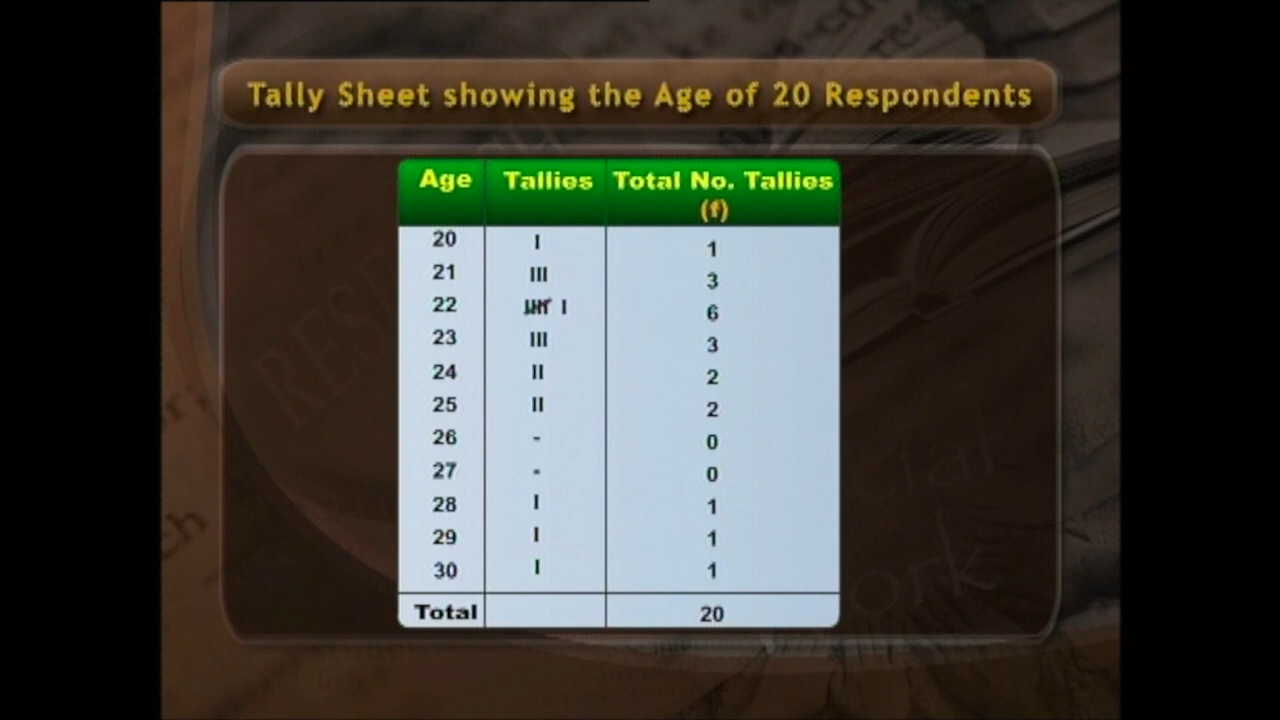 Tally Sheet showing the Age of 20 Respondents
Age Tallies Total No. Tallies
(f)
20 I 1
21 III 3
22 IIII I 6
23 III 3
24 II 2
25 II 2
26 - 0
27 - 0
28 I 1
29 I 1
30 I 1
Total 20